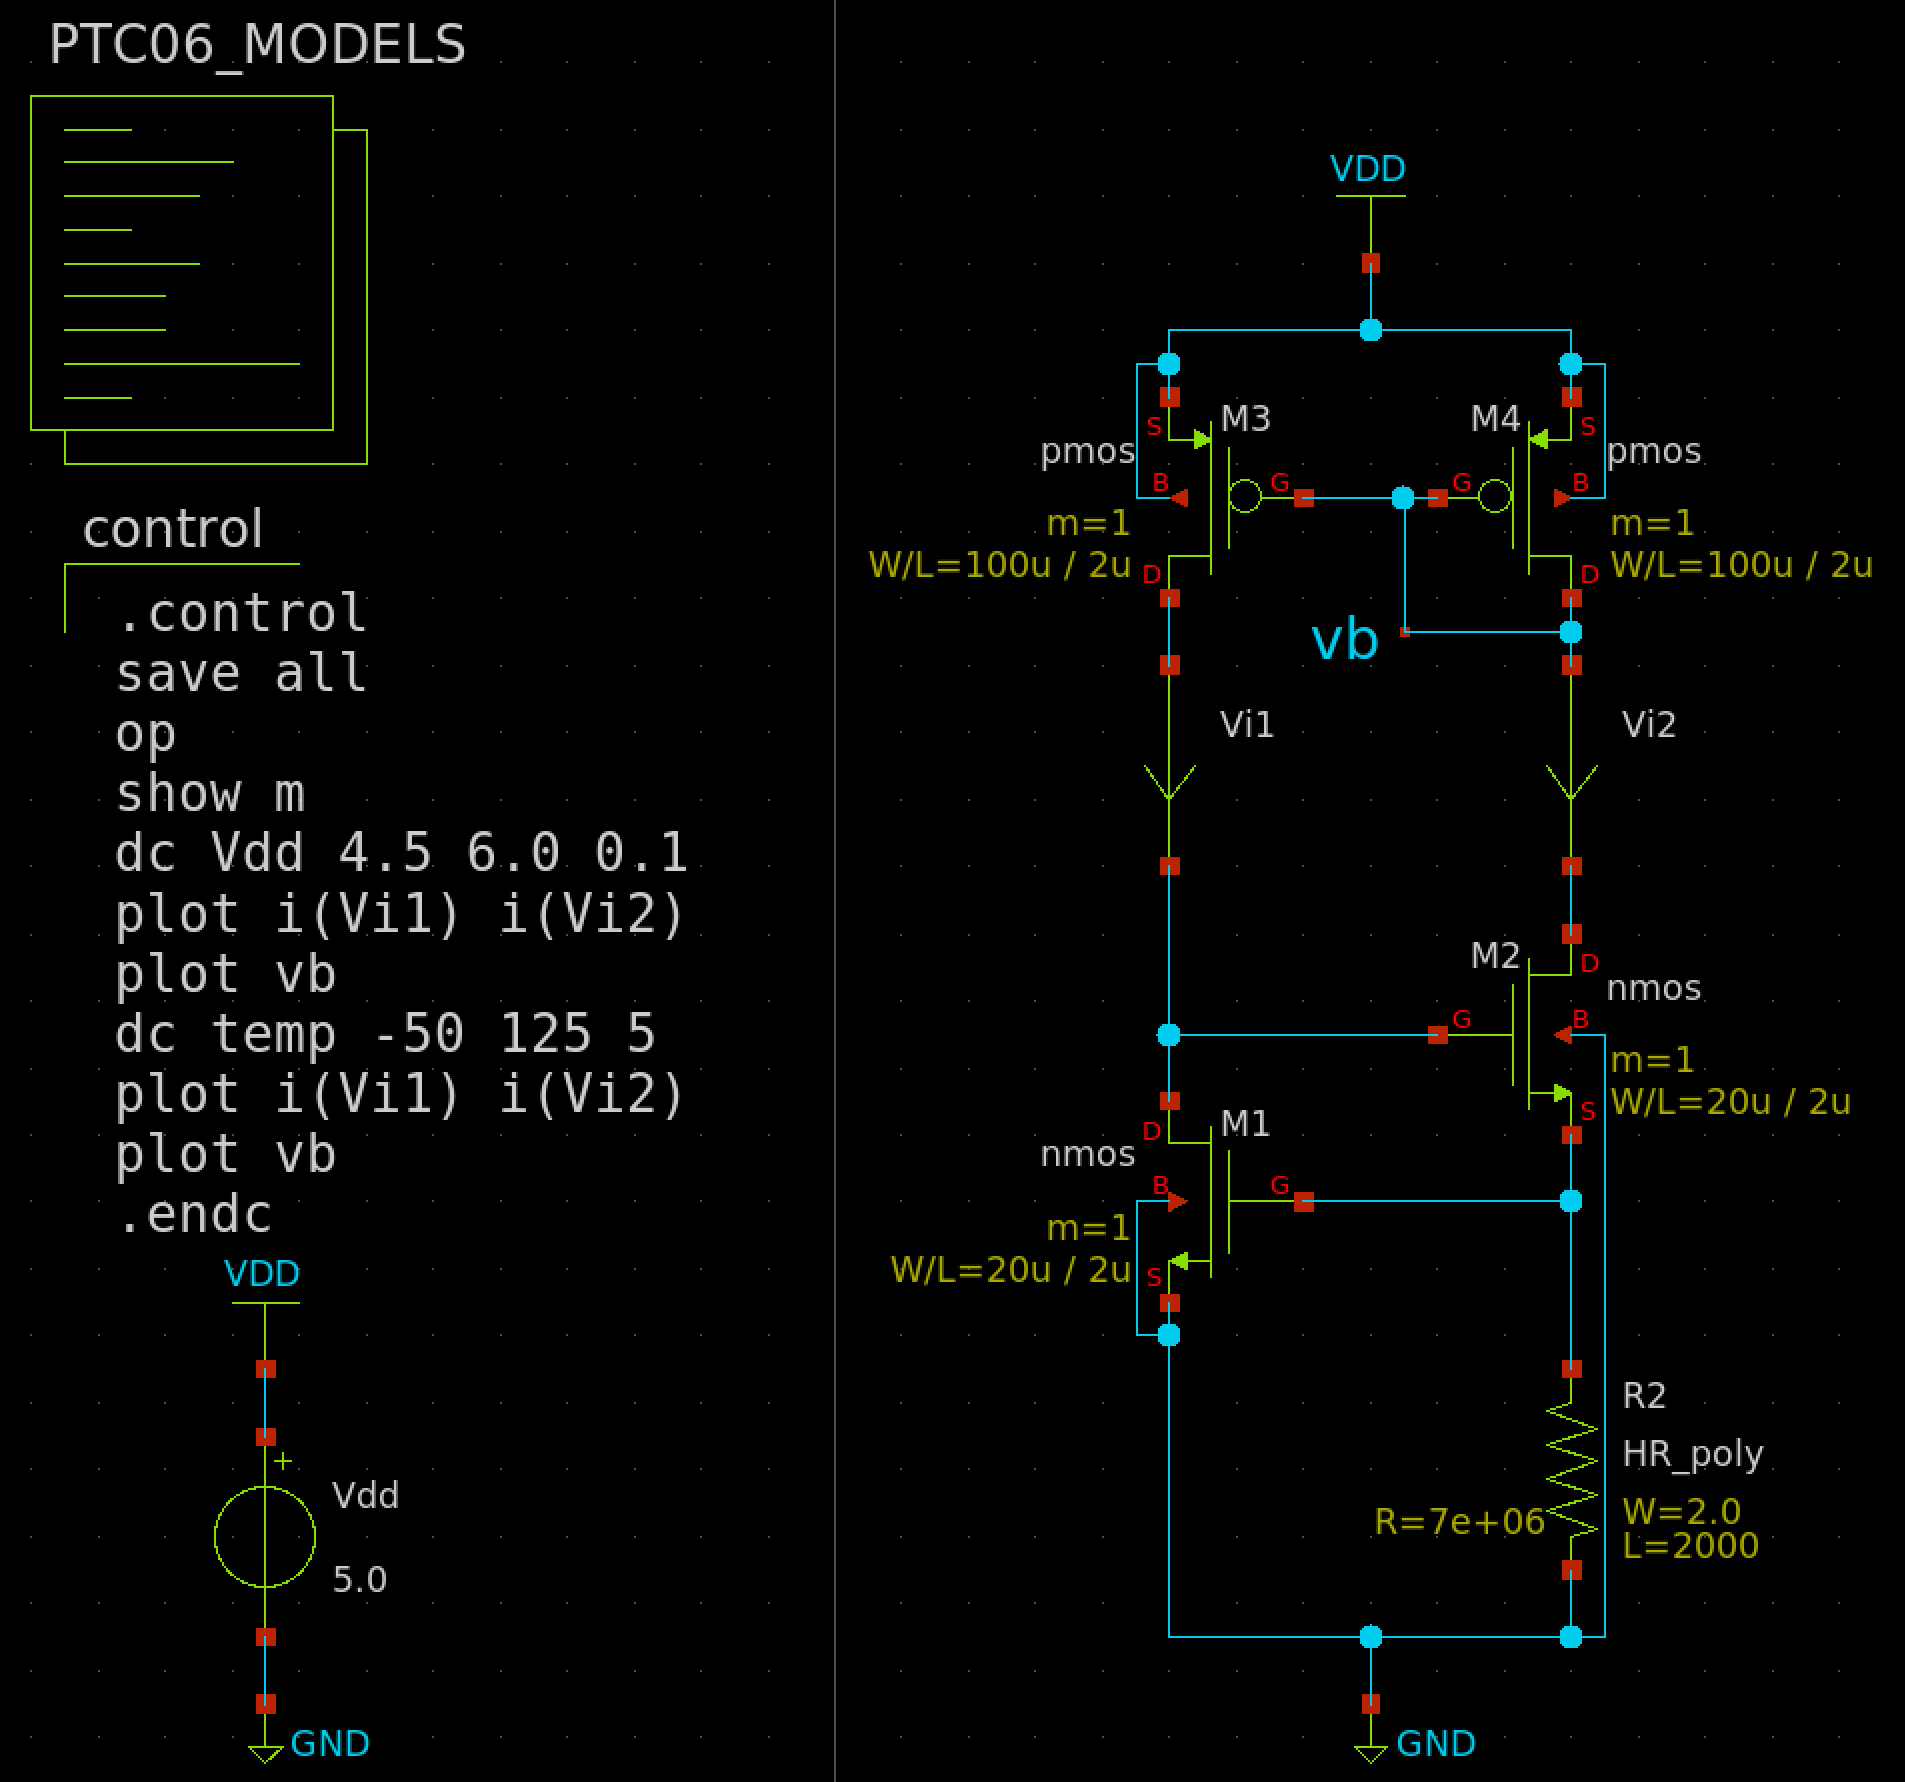 PTC06_MODELS
control
.control
save all
op
show m
dc Vdd 4.5 6.0 0.1
plot i(Vi1) i(Vi2)
plot vb
dc temp -50 125 5
plot i(Vi1) i(Vi2)
plot vb
.endc
VDD
+
Vdd
5.0
GND
VDD
S
M3
pmos
B
G
m=1
W/L=100u / 2u
D
M4
S
pmos
G
B
m=1
W/L=100u / 2u
D
vb
Vi1
Vi2
M2
D
nmos
G
B
m=1
W/L=20u / 2u
S
D
M1
nmos
B
G
m=1
W/L=20u / 2u
S
R2
HR_poly
R=7e+06
W=2.0
L=2000
GND